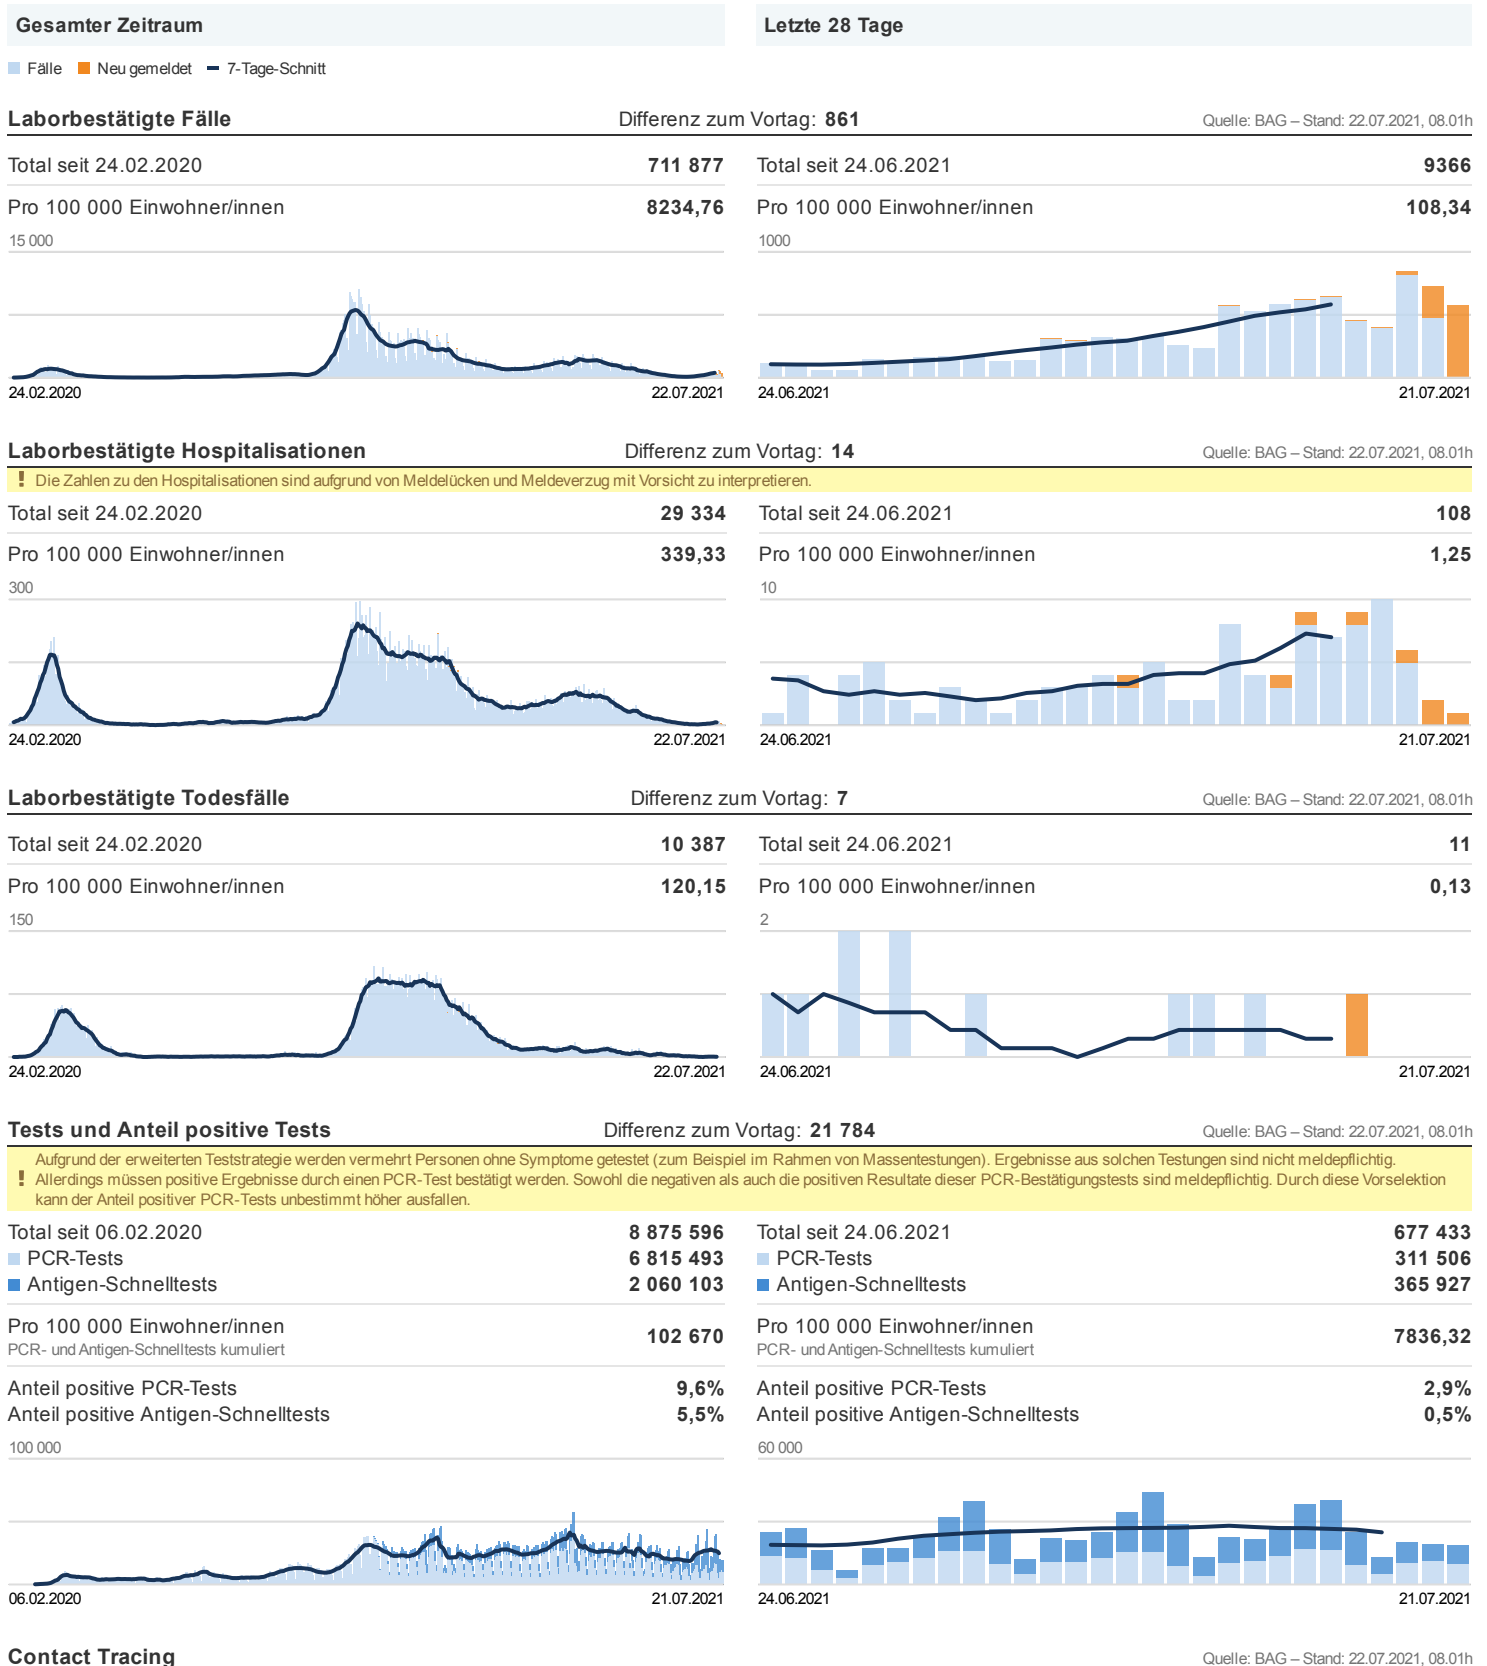 Gesamter Zeitraum
Letzte 28 Tage
Fälle Neu gemeldet 7-Tage-Schnitt
Laborbestätigte Fälle Differenz zum Vortag: 861 Quelle: BAG – Stand: 22.07.2021, 08.01h
Total seit 24.02.2020 711 877
Pro 100 000 Einwohner/innen 8234,76
15 000
24.02.2020 22.07.2021
Total seit 24.06.2021 9366
Pro 100 000 Einwohner/innen 108,34
1000
24.06.2021 21.07.2021
Laborbestätigte Hospitalisationen Differenz zum Vortag: 14 Quelle: BAG – Stand: 22.07.2021, 08.01h
! Die Zahlen zu den Hospitalisationen sind aufgrund von Meldelücken und Meldeverzug mit Vorsicht zu interpretieren.
Total seit 24.02.2020 29 334
Pro 100 000 Einwohner/innen 339,33
300
24.02.2020 22.07.2021
Total seit 24.06.2021 108
Pro 100 000 Einwohner/innen 1,25
10
24.06.2021 21.07.2021
Laborbestätigte Todesfälle Differenz zum Vortag: 7 Quelle: BAG – Stand: 22.07.2021, 08.01h
Total seit 24.02.2020 10 387
Pro 100 000 Einwohner/innen 120,15
150
24.02.2020 22.07.2021
Total seit 24.06.2021 11
Pro 100 000 Einwohner/innen 0,13
2
24.06.2021 21.07.2021
Tests und Anteil positive Tests Differenz zum Vortag: 21 784 Quelle: BAG – Stand: 22.07.2021, 08.01h
Aufgrund der erweiterten Teststrategie werden vermehrt Personen ohne Symptome getestet (zum Beispiel im Rahmen von Massentestungen). Ergebnisse aus solchen Testungen sind nicht meldepflichtig.
! Allerdings müssen positive Ergebnisse durch einen PCR-Test bestätigt werden. Sowohl die negativen als auch die positiven Resultate dieser PCR-Bestätigungstests sind meldepflichtig. Durch diese Vorselektion
kann der Anteil positiver PCR-Tests unbestimmt höher ausfallen.
Total seit 06.02.2020 8 875 596
PCR-Tests 6 815 493
Antigen-Schnelltests 2 060 103
Pro 100 000 Einwohner/innen 102 670
PCR- und Antigen-Schnelltests kumuliert
Anteil positive PCR-Tests 9,6%
Anteil positive Antigen-Schnelltests 5,5%
100 000
06.02.2020 21.07.2021
Total seit 24.06.2021 677 433
PCR-Tests 311 506
Antigen-Schnelltests 365 927
Pro 100 000 Einwohner/innen 7836,32
PCR- und Antigen-Schnelltests kumuliert
Anteil positive PCR-Tests 2,9%
Anteil positive Antigen-Schnelltests 0,5%
60 000
24.06.2021 21.07.2021
Contact Tracing Quelle: BAG – Stand: 22.07.2021, 08.01h